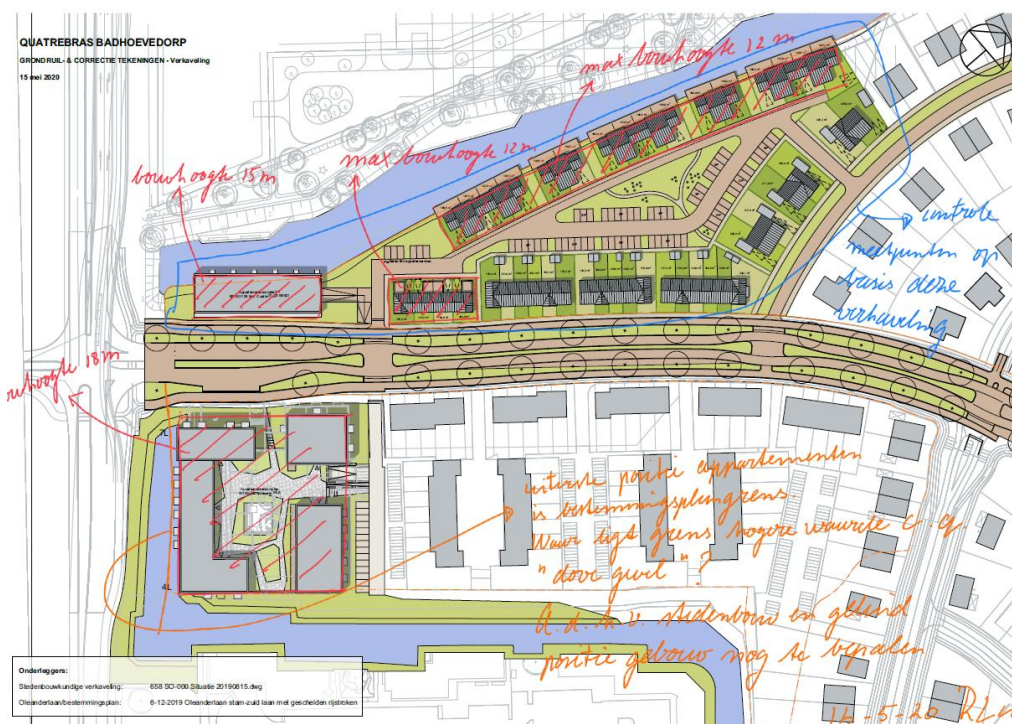 QUATREBRAS BADHOEVEDORP
GRONDRUIL- & CORRECTIE TEKENINGEN - Verkaveling
15 mei 2020
max bouwhoogte 12 m
max bouwhoogte 12 m
bouwhoogte 15 m
bouwhoogte 18 m
controle
meetpunten op
basis deze
verkaveling
7L
4L
uiterste positie appartementen
is bestemmingsplangrens.
Waar ligt grens hogere waarde c.q.
"dove gevel"?
A.d.h.v. stedenbouw en geluid
positie gebouw nog te bepalen
Onderleggers:
Stedenbouwkundige verkaveling: 658 SO-000 Situatie 20190815.dwg
Oleanderlaan/bestemmingsplan: 6-12-2019 Oleanderlaan stam-zuid laan met gescheiden rijstroken
14-5-20